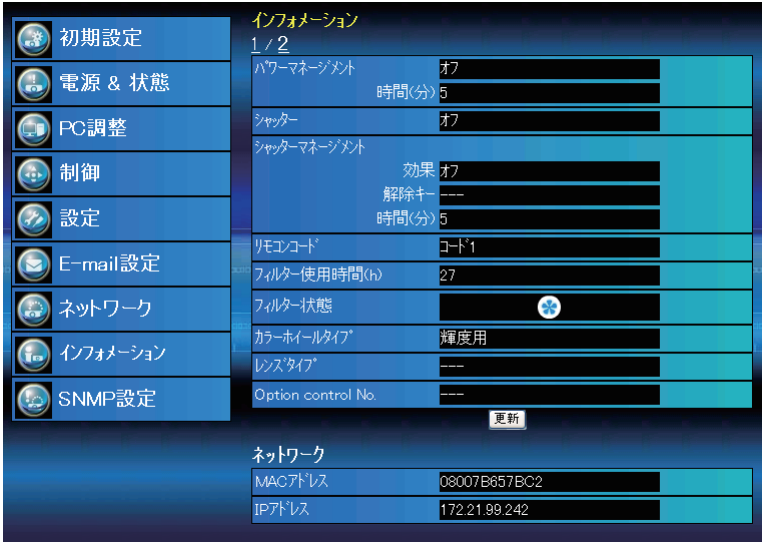 初期設定
電源 & 状態
PC調整
制御
設定
E-mail設定
ネットワーク
インフォメーション
SNMP設定
インフォメーション
1 / 2
パワーマネージメント オフ
時間(分) 5
シャッター オフ
シャッターマネージメント
効果 オフ
解除キー ---
時間(分) 5
リモコンコード コード1
フィルター使用時間(h) 27
フィルター状態
カラーホイールタイプ 輝度用
レンズタイプ ---
Option control No. ---
更新
ネットワーク
MACアドレス 08007B657BC2
IPアドレス 172.21.99.242